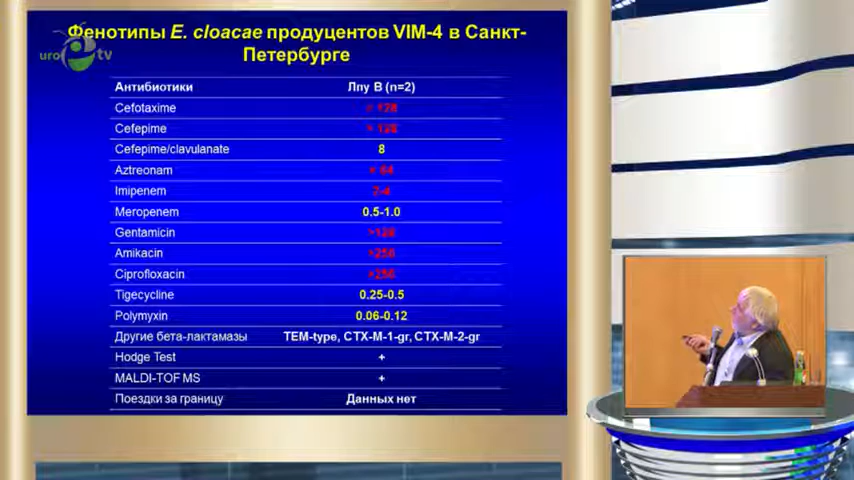 Фенотипы E. cloacae продуцентов VIM-4 в Санкт-
Петербурге
uro tv
Антибиотики Лпу В (n=2)
Cefotaxime 128
Cefepime 128
Cefepime/clavulanate 8
Aztreonam 64
Imipenem 2-4
Meropenem 0.5-1.0
Gentamicin >128
Amikacin >256
Ciprofloxacin >256
Tigecycline 0.25-0.5
Polymyxin 0.06-0.12
Другие бета-лактамазы TEM-type, CTX-M-1-gr, CTX-M-2-gr
Hodge Test +
MALDI-TOF MS +
Поездки за границу Данных нет